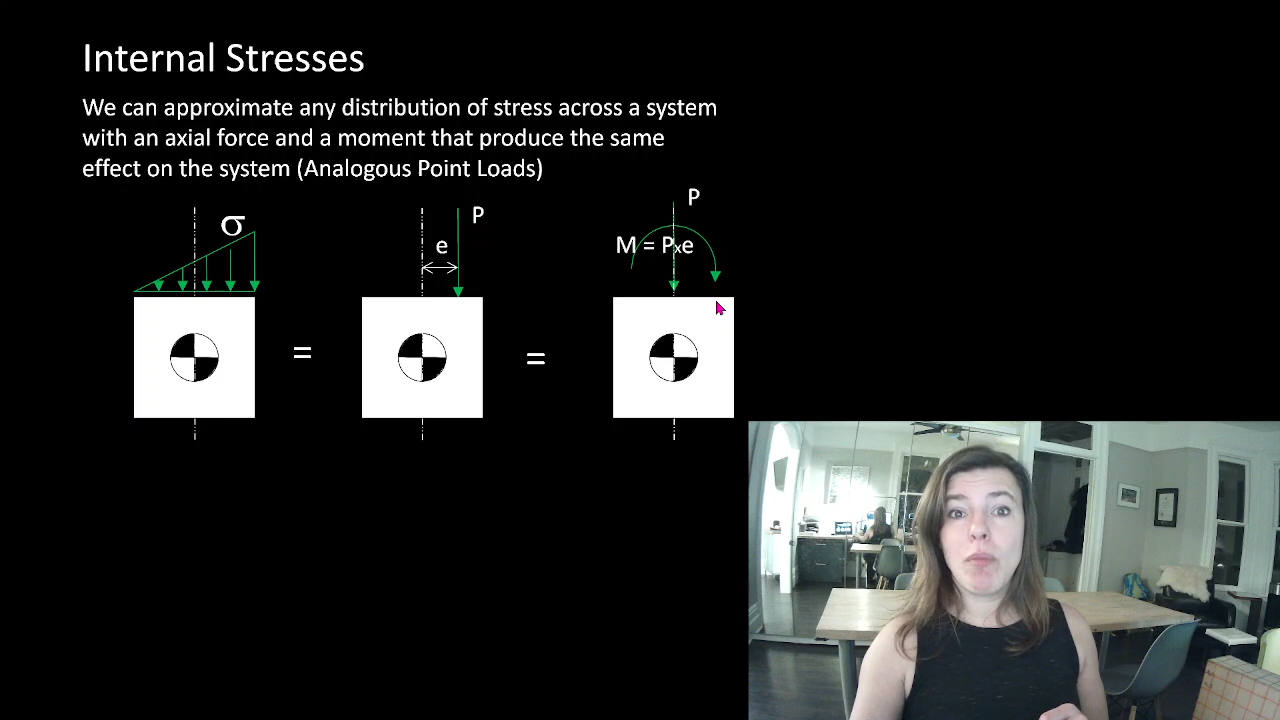 Internal Stresses
We can approximate any distribution of stress across a system
with an axial force and a moment that produce the same
effect on the system (Analogous Point Loads)
σ
P
e
P
M = Pxe
=
=